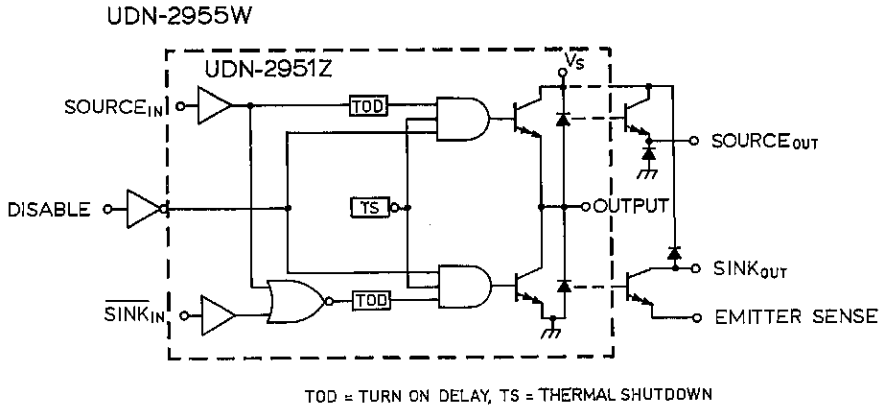 UDN-2955W
UDN-2951Z
VS
SOURCEIN
TOD
SOURCEOUT
DISABLE
TS
OUTPUT
SINKOUT
SINKIN
TOD
EMITTER SENSE
TOD = TURN ON DELAY, TS = THERMAL SHUTDOWN